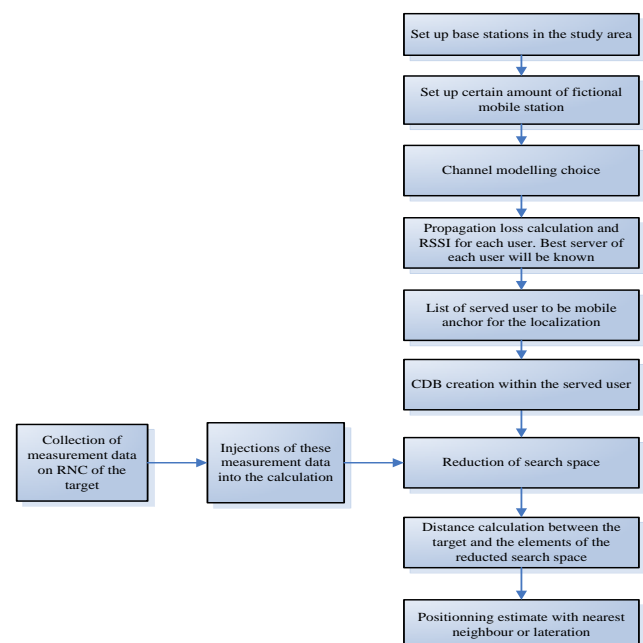 Set up base stations in the study area
Set up certain amount of fictional
mobile station
Channel modelling choice
Propagation loss calculation and
RSSI for each user. Best server
of each user will be known
List of served user to be mobile
anchor for the localization
CDB creation within the served user
Collection of
measurement data
on RNC of the
target
Injections of these
measurement data
into the calculation
Reduction of search space
Distance calculation between the
target and the elements of the
reducted search space
Positionning estimate with nearest
neighbour or lateration